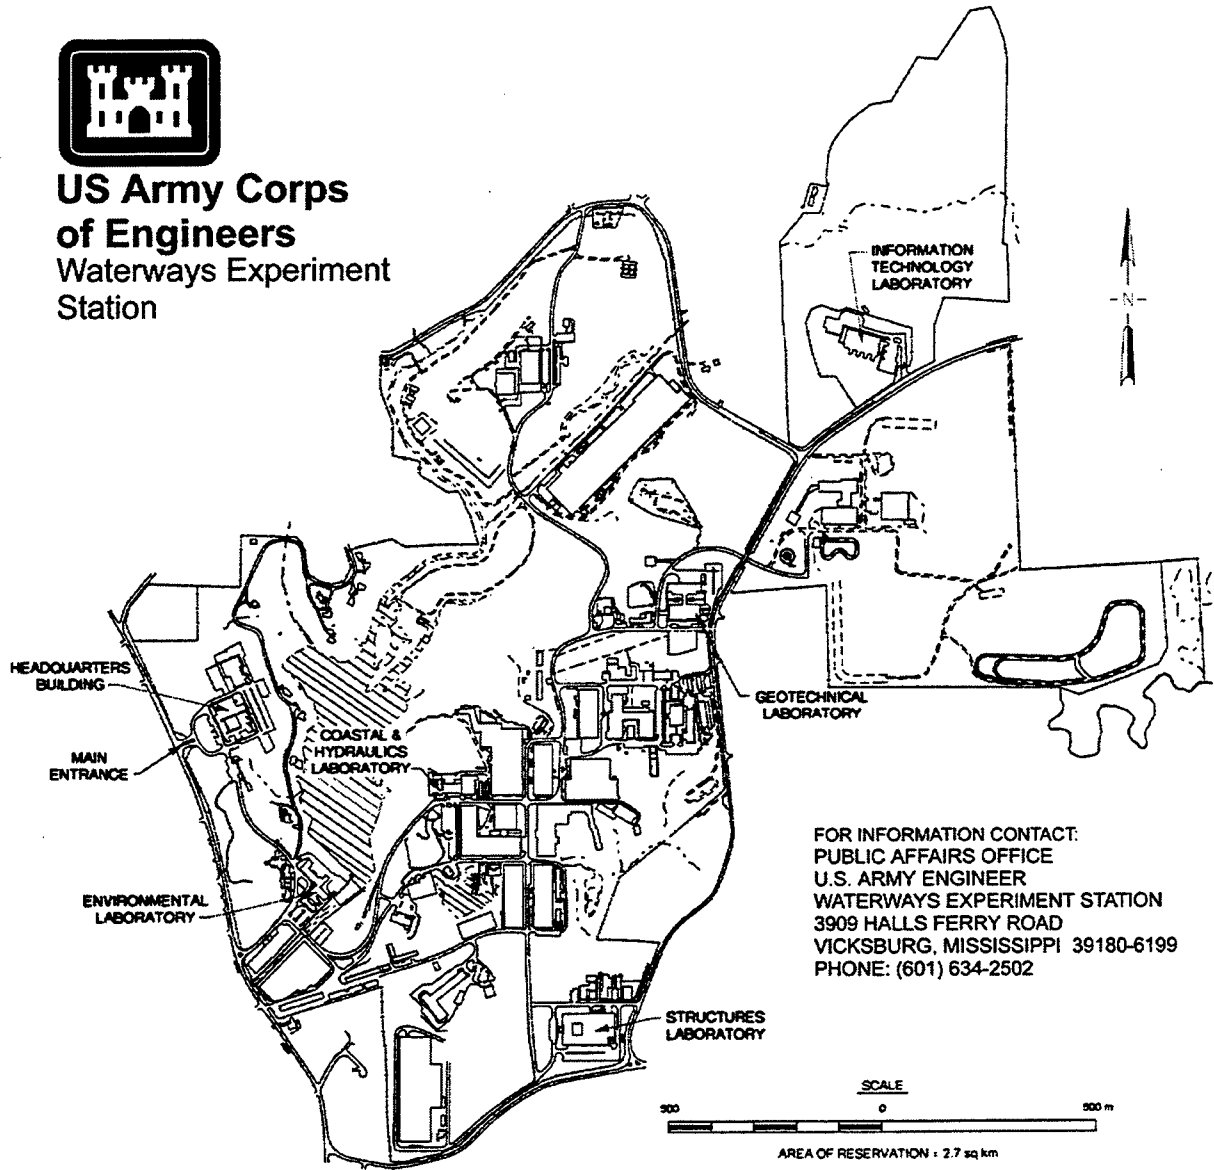 US Army Corps
of Engineers
Waterways Experiment
Station
INFORMATION
TECHNOLOGY
LABORATORY
N
HEADQUARTERS
BUILDING
MAIN
ENTRANCE
COASTAL &
HYDRAULICS
LABORATORY
GEOTECHNICAL
LABORATORY
ENVIRONMENTAL
LABORATORY
FOR INFORMATION CONTACT:
PUBLIC AFFAIRS OFFICE
U.S. ARMY ENGINEER
WATERWAYS EXPERIMENT STATION
3909 HALLS FERRY ROAD
VICKSBURG, MISSISSIPPI 39180-6199
PHONE: (601) 634-2502
STRUCTURES
LABORATORY
SCALE
500 0 500 m
AREA OF RESERVATION : 2.7 sq km